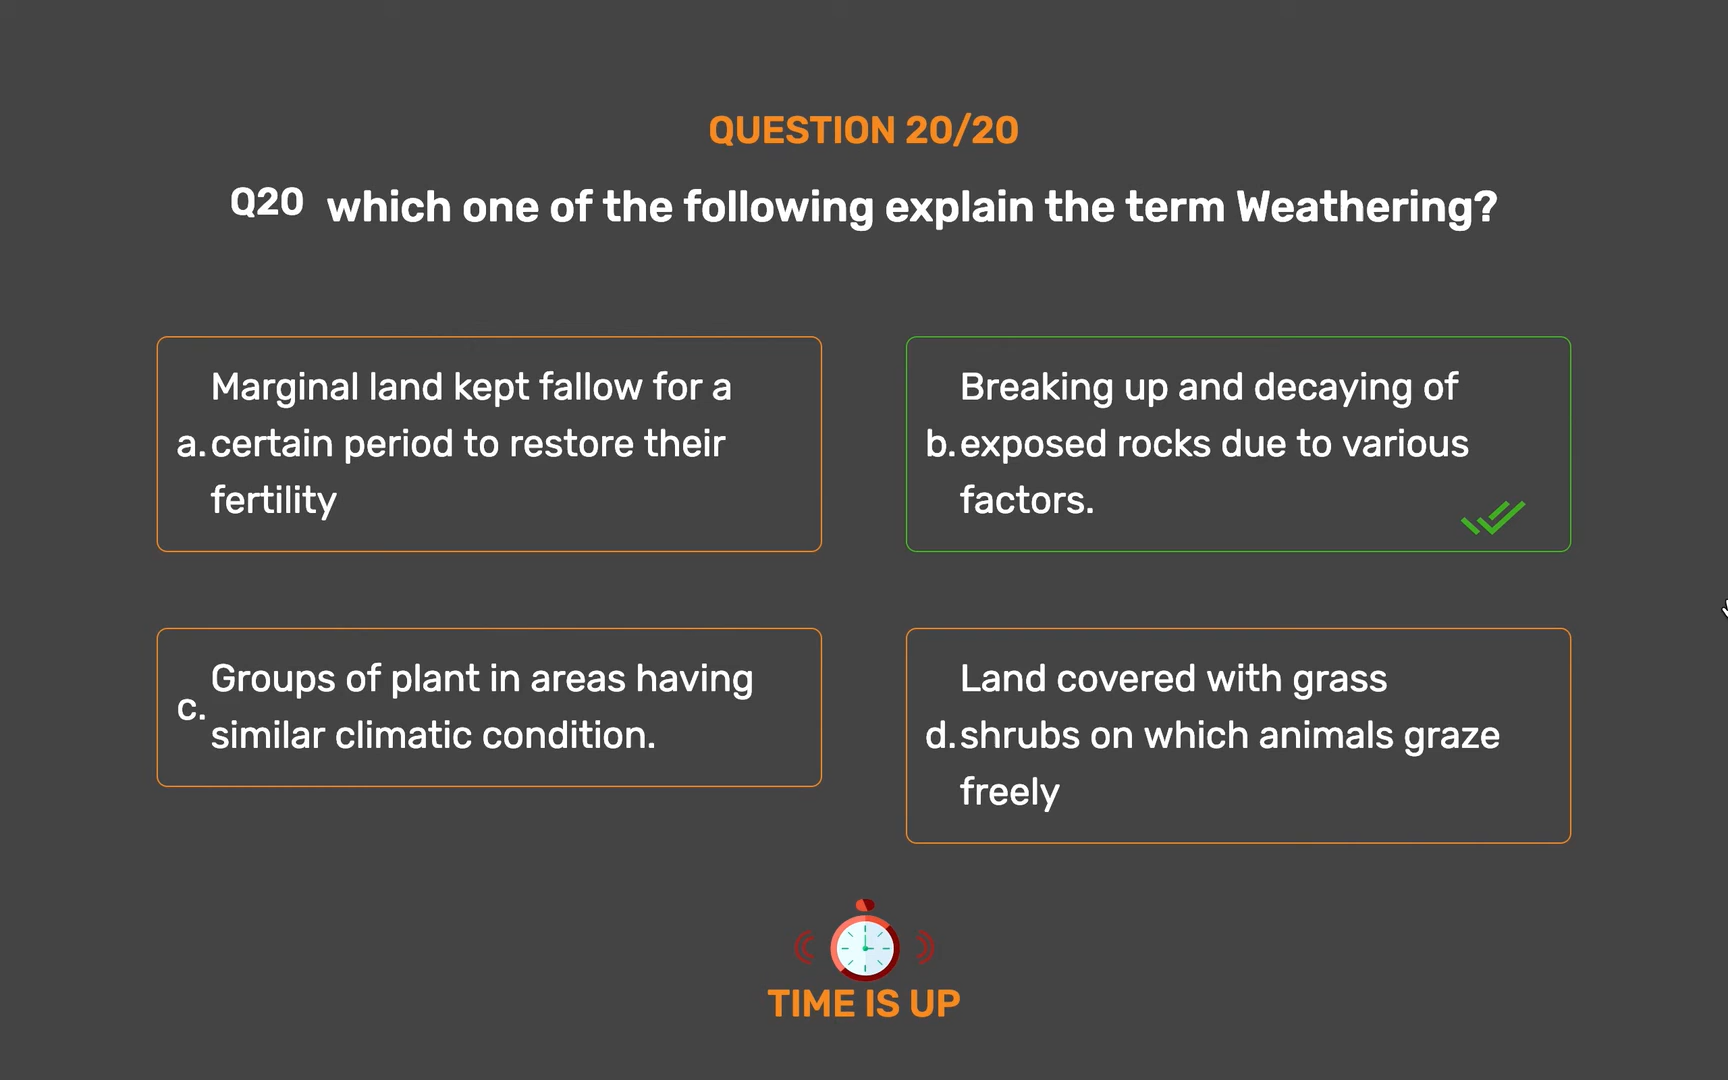 QUESTION 20/20
Q20 which one of the following explain the term Weathering?
Marginal land kept fallow for a
a. certain period to restore their
fertility
Breaking up and decaying of
b. exposed rocks due to various
factors.
Groups of plant in areas having
c.
similar climatic condition.
Land covered with grass
d. shrubs on which animals graze
freely
TIME IS UP